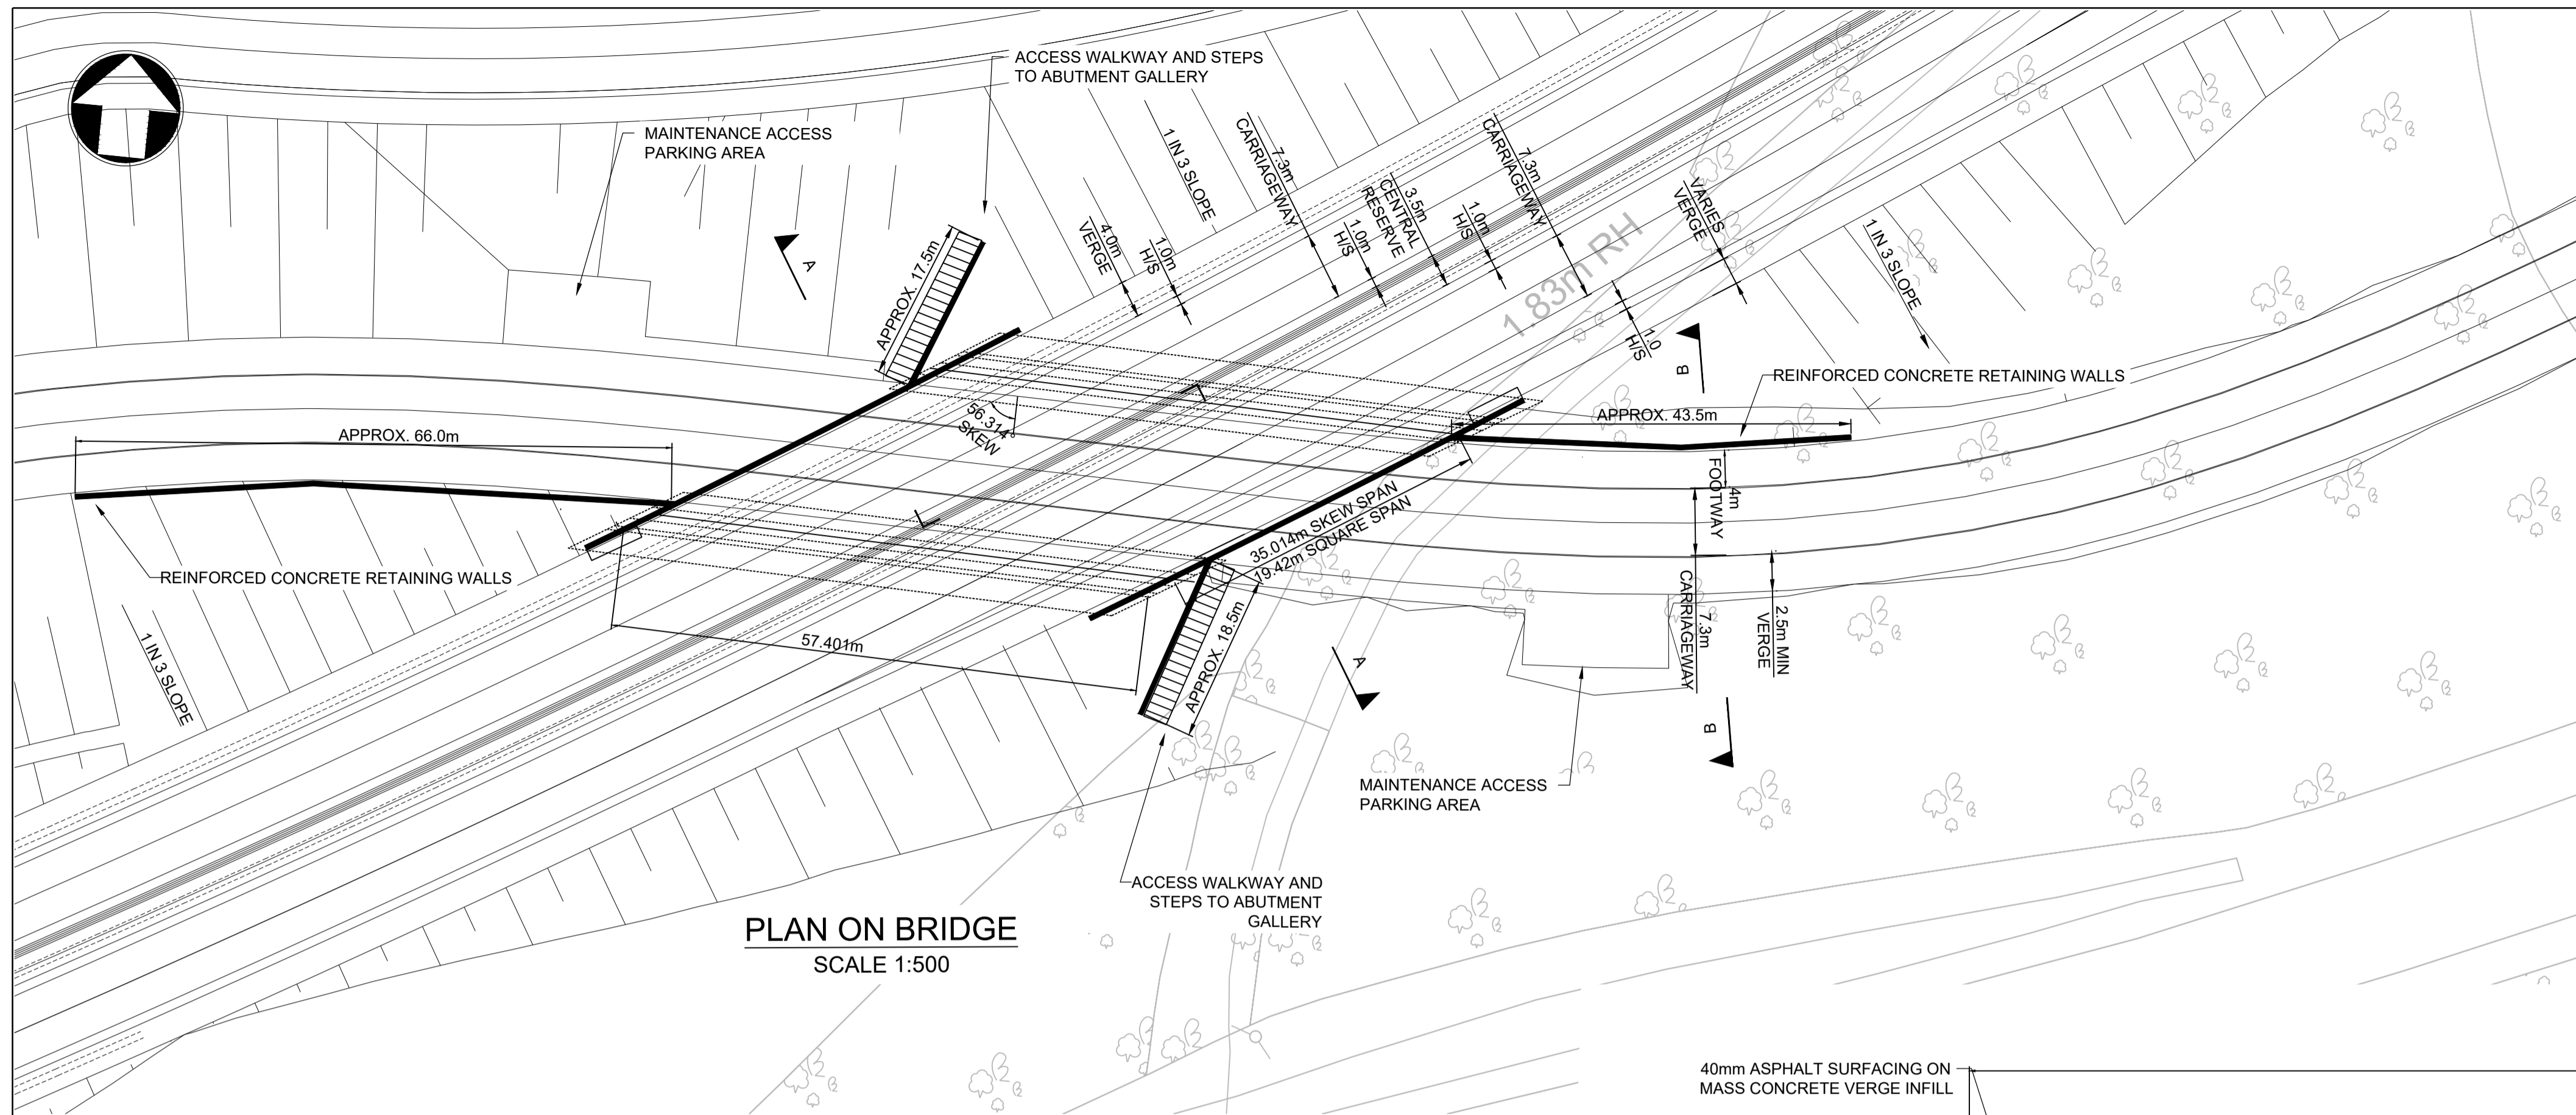 ACCESS WALKWAY AND STEPS
TO ABUTMENT GALLERY
MAINTENANCE ACCESS
PARKING AREA
A
APPROX. 17.5m
4.0m
VERGE
1.0m
H/S
1 IN 3 SLOPE
7.3m
CARRIAGEWAY
1.0m
H/S
3.5m
CENTRAL
RESERVE
1.0m
H/S
7.3m
CARRIAGEWAY
1.83m RH
VARIES
VERGE
1.0
H/S
1 IN 3 SLOPE
B
REINFORCED CONCRETE RETAINING WALLS
APPROX. 43.5m
56.314°
SKEW
APPROX. 66.0m
4m
FOOTWAY
35.014m SKEW SPAN
19.42m SQUARE SPAN
REINFORCED CONCRETE RETAINING WALLS
1 IN 3 SLOPE
57.401m
APPROX. 18.5m
A
7.3m
CARRIAGEWAY
2.5m MIN
VERGE
B
MAINTENANCE ACCESS
PARKING AREA
ACCESS WALKWAY AND
STEPS TO ABUTMENT
GALLERY
PLAN ON BRIDGE
SCALE 1:500
40mm ASPHALT SURFACING ON
MASS CONCRETE VERGE INFILL